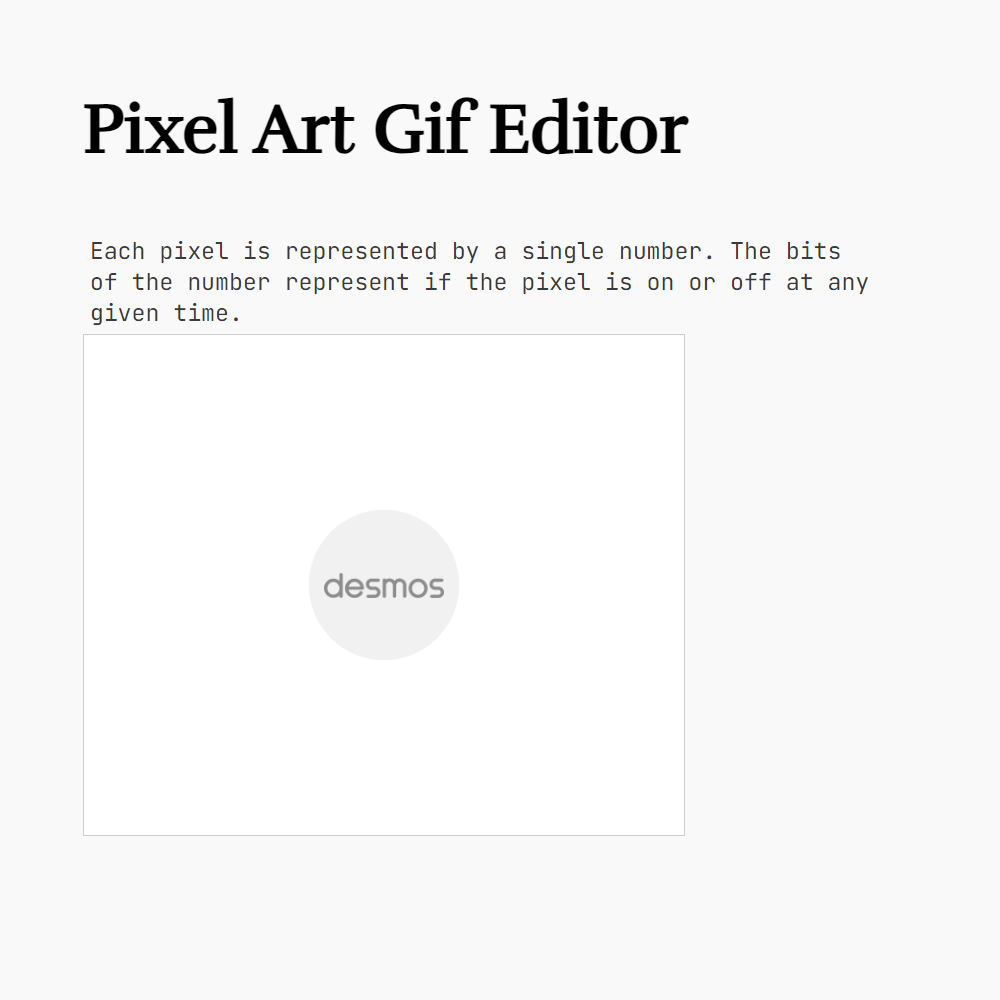 Pixel Art Gif Editor
Each pixel is represented by a single number. The bits
of the number represent if the pixel is on or off at any
given time.
desmos